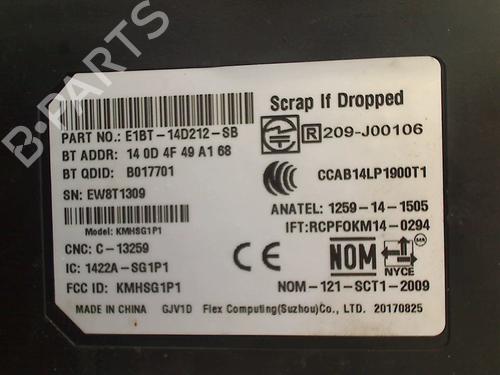 Scrap If Dropped
PART NO.: E1BT-14D212-SB
R 209-J00106
BT ADDR: 14 0D 4F 49 A1 68
BT QDID: B017701
CCAB14LP1900T1
SN: EW8T1309
ANATEL: 1259-14-1505
Model: KMHSG1P1
IFT:RCPFOKM14-0294
CNC: C-13259
IC: 1422A-SG1P1
CE
NOM
NYCE
FCC ID: KMHSG1P1
NOM-121-SCT1-2009
MADE IN CHINA GJV1D Flex Computing(Suzhou)Co., LTD. 20170825
B-PARTS